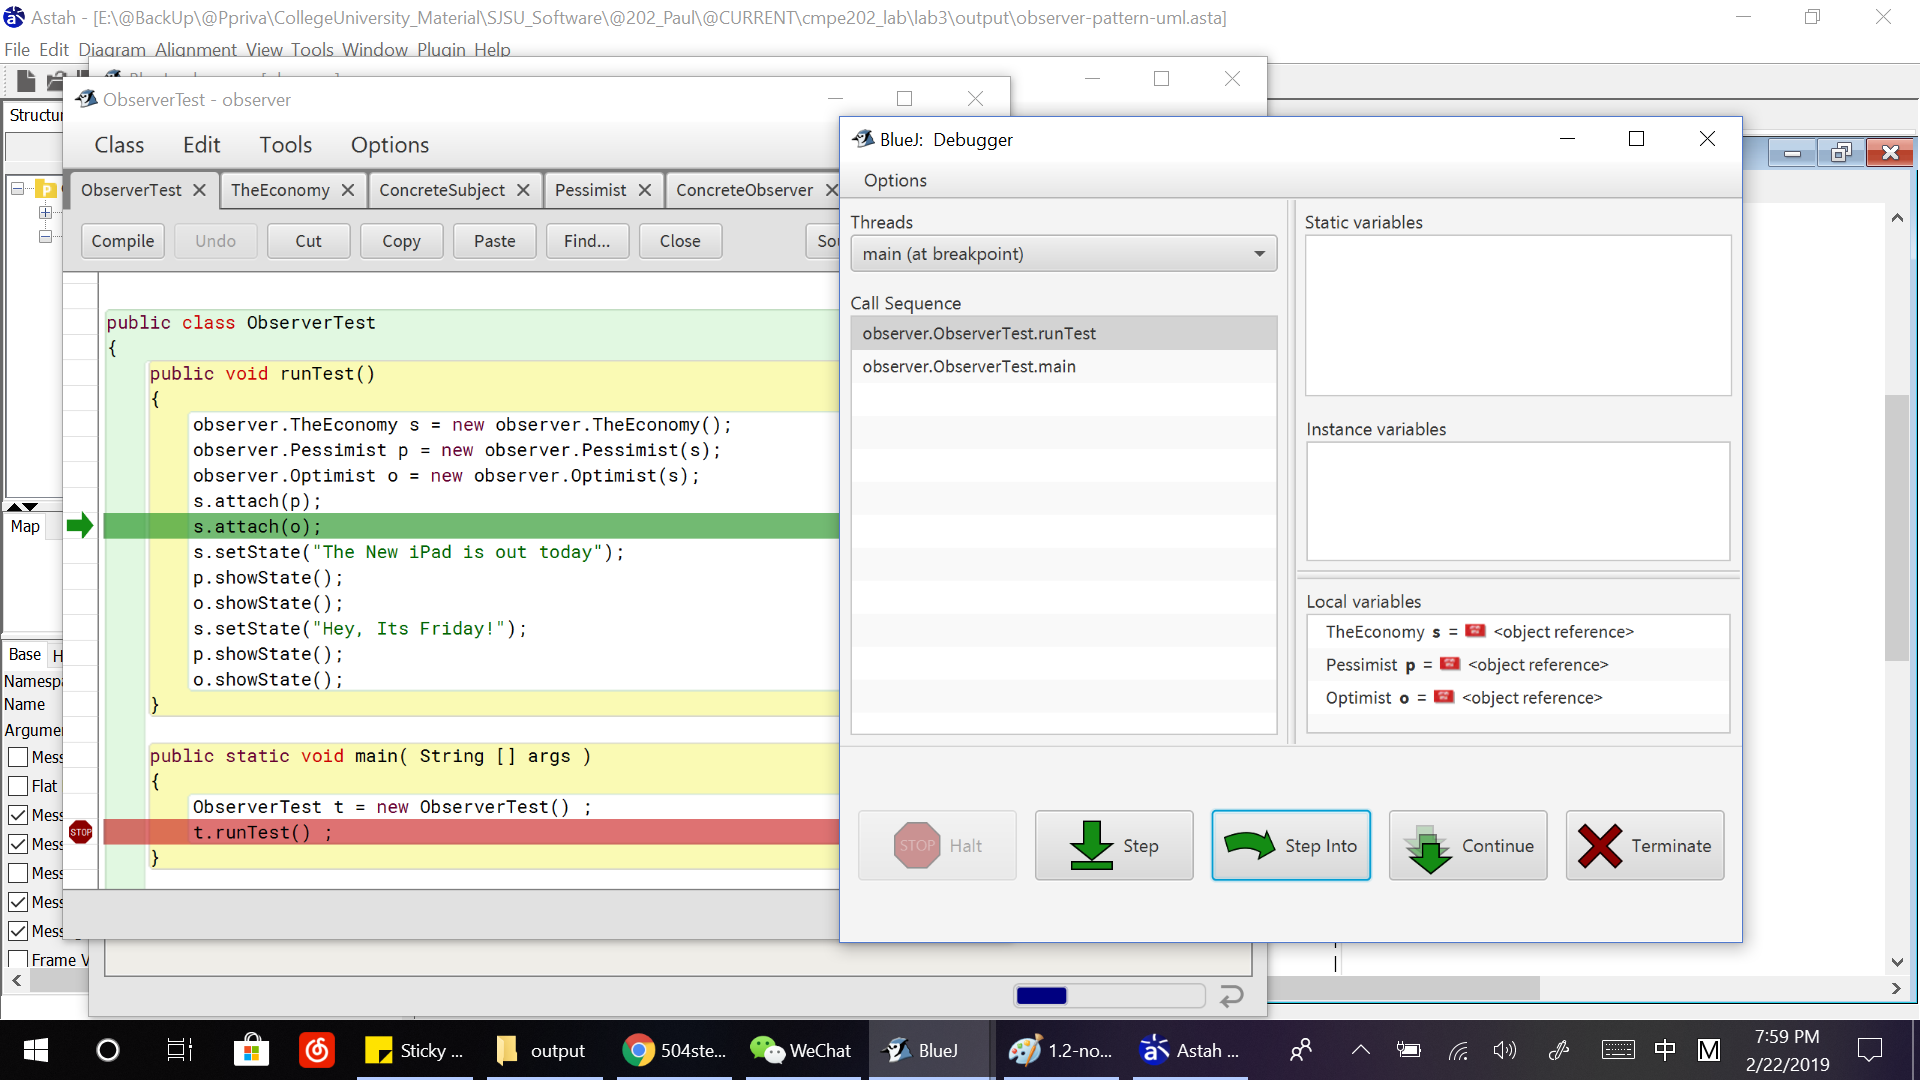 Astah - [E:\@BackUp\@Ppriva\CollegeUniversity_Material\SJSU_Software\@202_Paul\@CURRENT\cmpe202_lab\lab3\output\observer-pattern-uml.asta]
File Edit Diagram Alignment View Tools Window Plugin Help
ObserverTest - observer
Class Edit Tools Options
ObserverTest TheEconomy ConcreteSubject Pessimist ConcreteObserver
Compile Undo Cut Copy Paste Find... Close So
public class ObserverTest
{
public void runTest()
{
observer.TheEconomy s = new observer.TheEconomy();
observer.Pessimist p = new observer.Pessimist(s);
observer.Optimist o = new observer.Optimist(s);
s.attach(p);
s.attach(o);
s.setState("The New iPad is out today");
p.showState();
o.showState();
s.setState("Hey, Its Friday!");
p.showState();
o.showState();
}
public static void main( String [] args )
{
ObserverTest t = new ObserverTest() ;
STOP t.runTest() ;
}
Structu
Map
Base H
Namesp
Name
Argume
Mess
Flat
Mess
Mess
Mess
Mess
Mess
Frame V
BlueJ: Debugger
Options
Threads
main (at breakpoint)
Call Sequence
observer.ObserverTest.runTest
observer.ObserverTest.main
Static variables
Instance variables
Local variables
TheEconomy s = <object reference>
Pessimist p = <object reference>
Optimist o = <object reference>
STOP Halt Step Step Into Continue Terminate
Sticky ... output 504ste... WeChat BlueJ 1.2-no... Astah ... 中 M
7:59 PM
2/22/2019